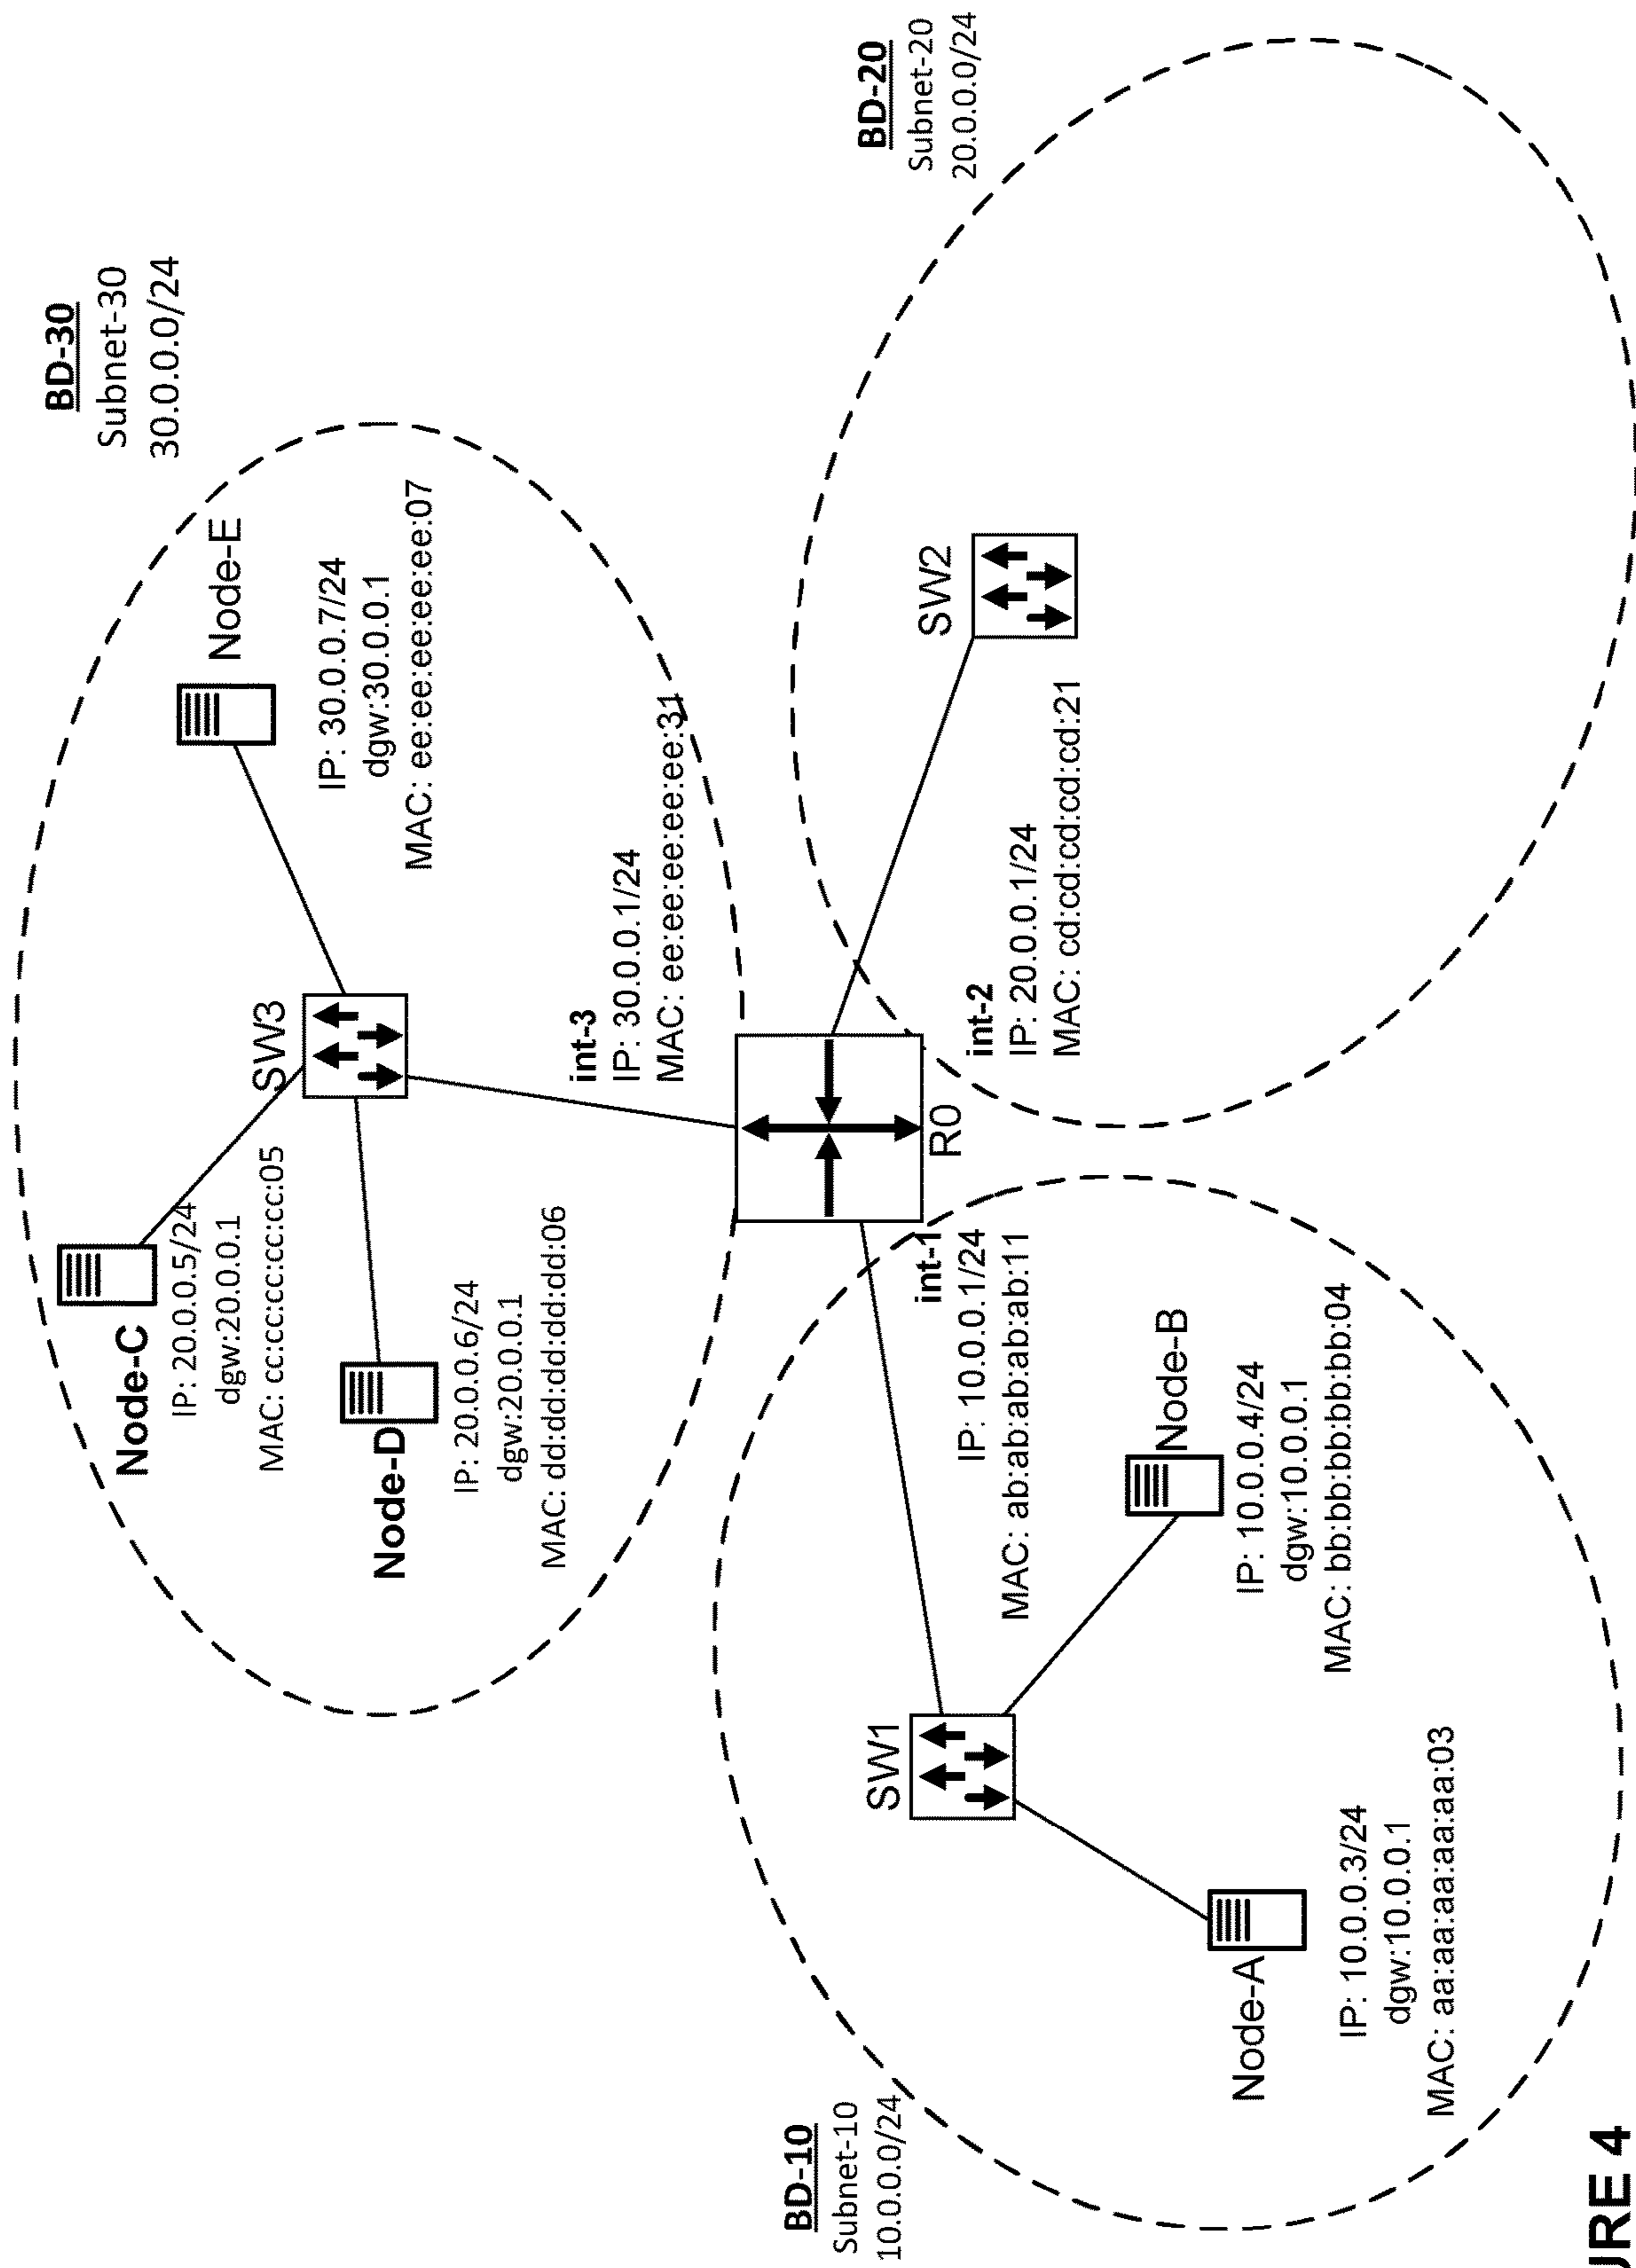 BD-30
Subnet-30
30.0.0.0/24
Node-C
IP: 20.0.0.5/24
dgw:20.0.0.1
MAC: cc:cc:cc:cc:cc:05
SW3
Node-E
IP: 30.0.0.7/24
dgw:30.0.0.1
MAC: ee:ee:ee:ee:ee:07
Node-D
IP: 20.0.0.6/24
dgw:20.0.0.1
MAC: dd:dd:dd:dd:dd:06
int-3
IP: 30.0.0.1/24
MAC: ee:ee:ee:ee:ee:31
BD-10
Subnet-10
10.0.0.0/24
SW1
R0
int-1
IP: 10.0.0.1/24
MAC: ab:ab:ab:ab:ab:11
Node-B
IP: 10.0.0.4/24
dgw:10.0.0.1
MAC: bb:bb:bb:bb:bb:04
Node-A
IP: 10.0.0.3/24
dgw:10.0.0.1
MAC: aa:aa:aa:aa:aa:03
BD-20
Subnet-20
20.0.0.0/24
SW2
int-2
IP: 20.0.0.1/24
MAC: cd:cd:cd:cd:cd:21
URE 4